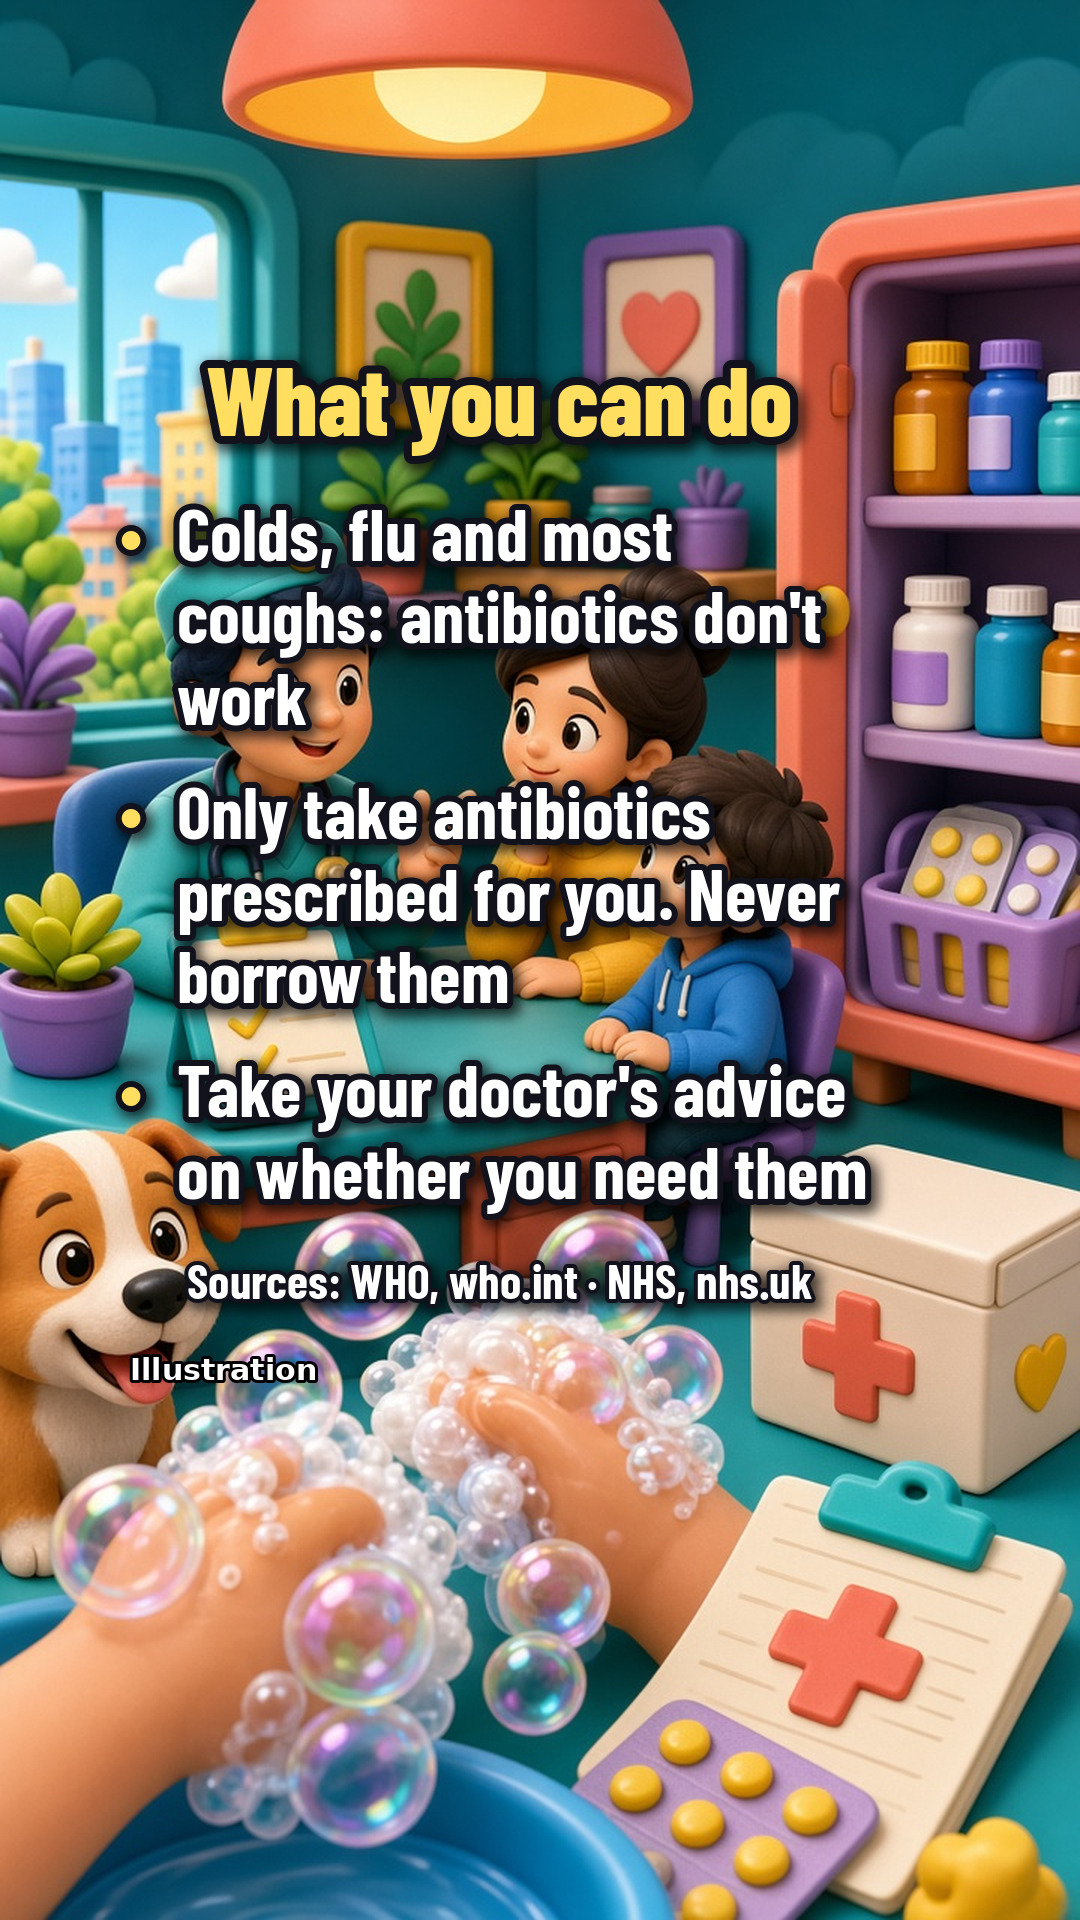 What you can do
• Colds, flu and most
coughs: antibiotics don't
work
• Only take antibiotics
prescribed for you. Never
borrow them
• Take your doctor's advice
on whether you need them
Sources: WHO, who.int · NHS, nhs.uk
Illustration